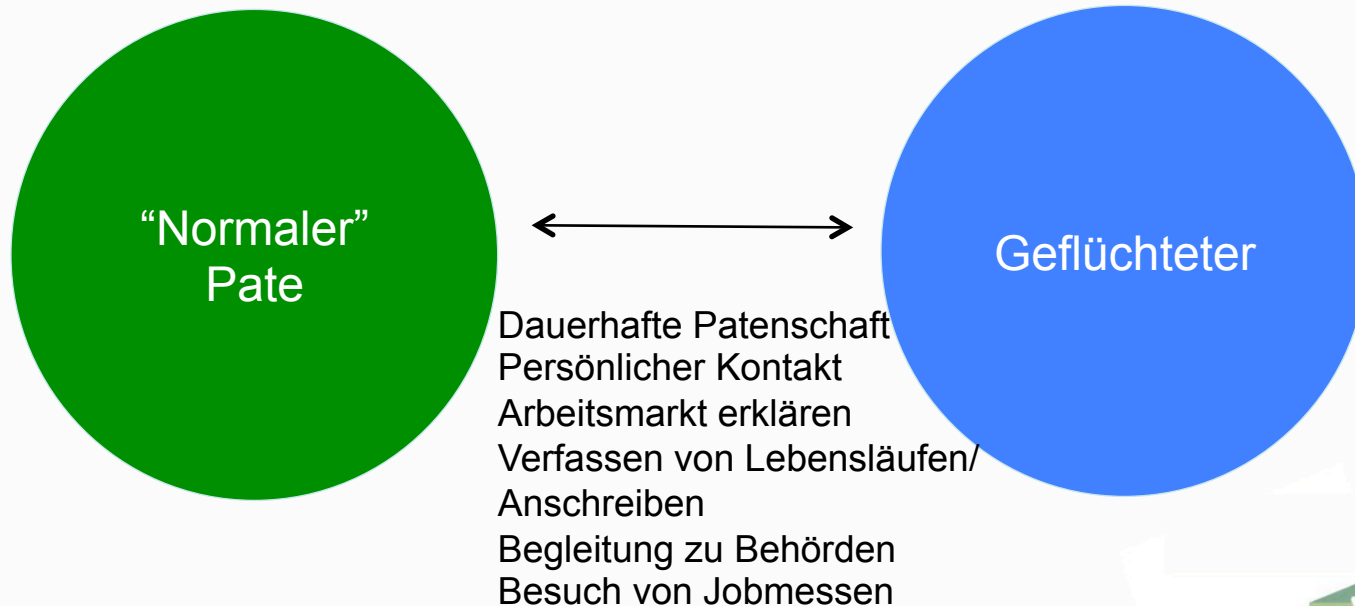 “Normaler”
Pate
Geflüchteter
Dauerhafte Patenschaft
Persönlicher Kontakt
Arbeitsmarkt erklären
Verfassen von Lebensläufen/
Anschreiben
Begleitung zu Behörden
Besuch von Jobmessen